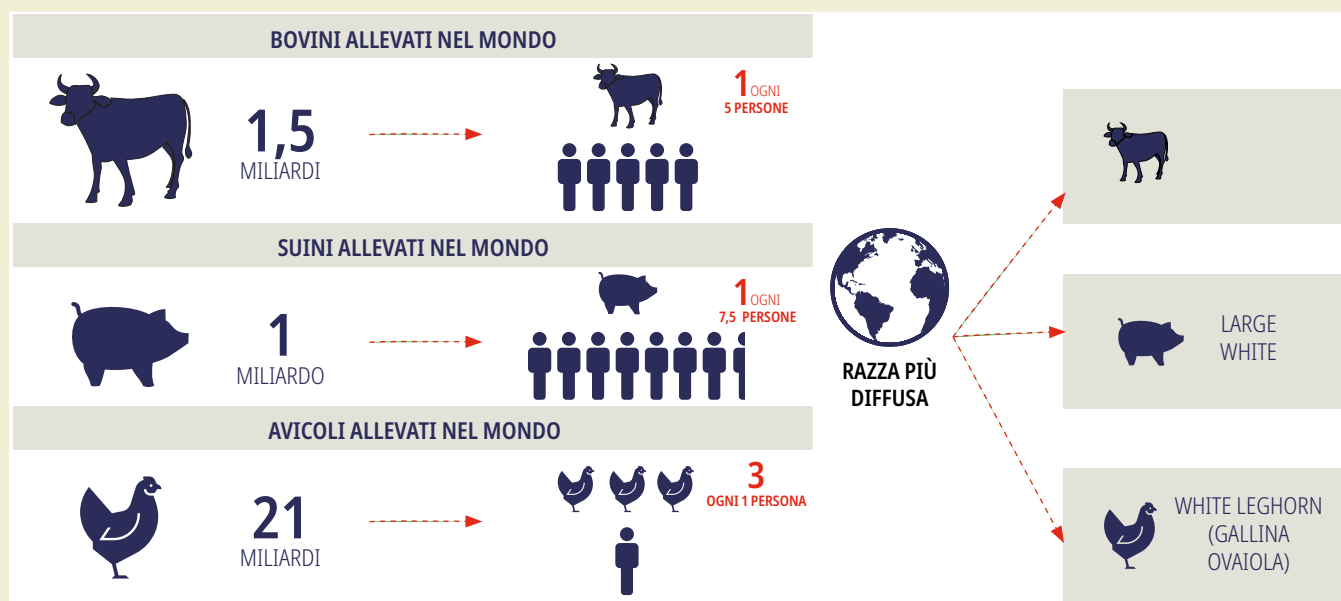 BOVINI ALLEVATI NEL MONDO
1,5
MILIARDI
1 OGNI
5 PERSONE
SUINI ALLEVATI NEL MONDO
1
MILIARDO
1 OGNI
7,5 PERSONE
AVICOLI ALLEVATI NEL MONDO
21
MILIARDI
3
OGNI 1 PERSONA
RAZZA PIÙ
DIFFUSA
LARGE
WHITE
WHITE LEGHORN
(GALLINA
OVAIOLA)